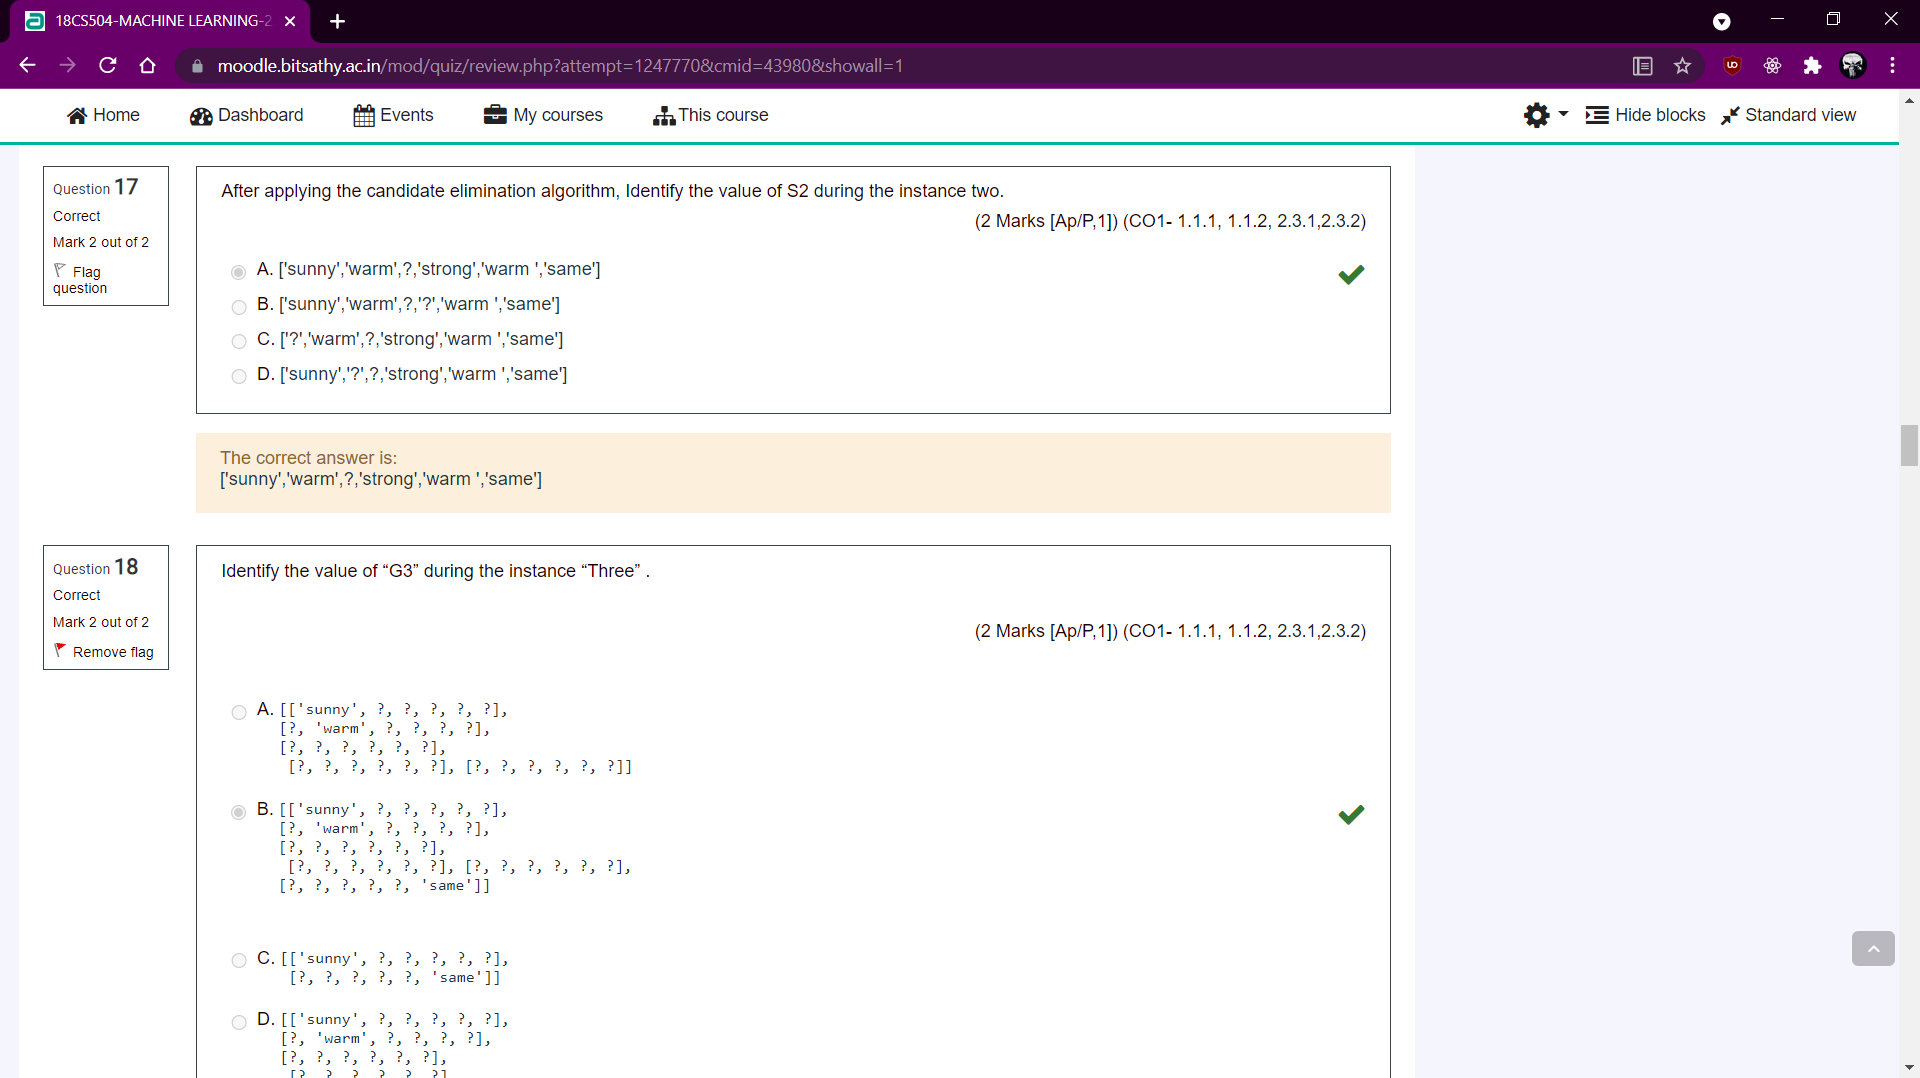 18CS504-MACHINE LEARNING-2
moodle.bitsathy.ac.in/mod/quiz/review.php?attempt=1247770&cmid=43980&showall=1
Home Dashboard Events My courses This course Hide blocks Standard view
Question 17
Correct
Mark 2 out of 2
Flag
question
After applying the candidate elimination algorithm, Identify the value of S2 during the instance two.
(2 Marks [Ap/P,1]) (CO1- 1.1.1, 1.1.2, 2.3.1,2.3.2)
A. ['sunny','warm',?,'strong','warm ','same']
B. ['sunny','warm',?,'?','warm ','same']
C. ['?','warm',?,'strong','warm ','same']
D. ['sunny','?',?,'strong','warm ','same']
The correct answer is:
['sunny','warm',?,'strong','warm ','same']
Question 18
Correct
Mark 2 out of 2
Remove flag
Identify the value of “G3” during the instance “Three” .
(2 Marks [Ap/P,1]) (CO1- 1.1.1, 1.1.2, 2.3.1,2.3.2)
A. [['sunny', ?, ?, ?, ?, ?],
[?, 'warm', ?, ?, ?, ?],
[?, ?, ?, ?, ?, ?],
[?, ?, ?, ?, ?, ?], [?, ?, ?, ?, ?, ?]]
B. [['sunny', ?, ?, ?, ?, ?],
[?, 'warm', ?, ?, ?, ?],
[?, ?, ?, ?, ?, ?],
[?, ?, ?, ?, ?, ?], [?, ?, ?, ?, ?, ?],
[?, ?, ?, ?, ?, 'same']]
C. [['sunny', ?, ?, ?, ?, ?],
[?, ?, ?, ?, ?, 'same']]
D. [['sunny', ?, ?, ?, ?, ?],
[?, 'warm', ?, ?, ?, ?],
[?, ?, ?, ?, ?, ?],